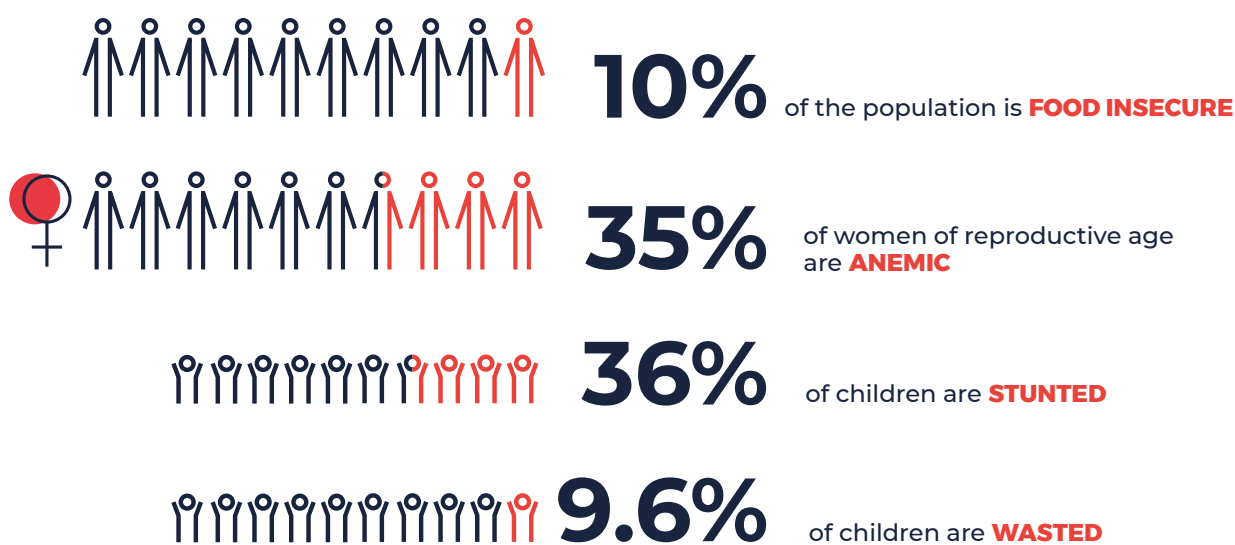 10% of the population is FOOD INSECURE
35% of women of reproductive age
are ANEMIC
36% of children are STUNTED
9.6% of children are WASTED